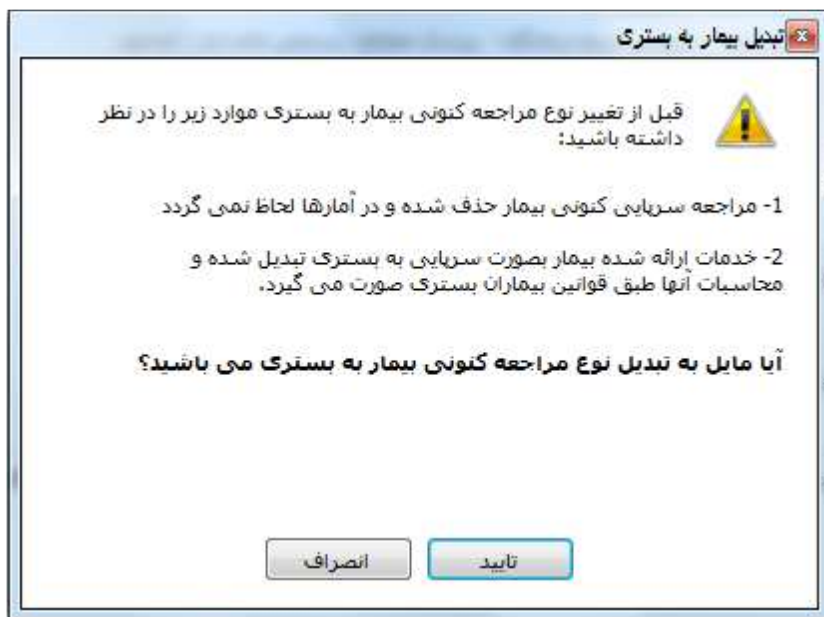 تبدیل بیمار به بستری
قبل از تغییر نوع مراجعه کنونی بیمار به بستری موارد زیر را در نظر
داشته باشید:
1- مراجعه سرپایی کنونی بیمار حذف شده و در آمارها لحاظ نمی گردد
2- خدمات ارائه شده بیمار بصورت سرپایی به بستری تبدیل شده و
محاسبات آنها طبق قوانین بیماران بستری صورت می گیرد.
آیا مایل به تبدیل نوع مراجعه کنونی بیمار به بستری می باشید؟
تایید
انصراف